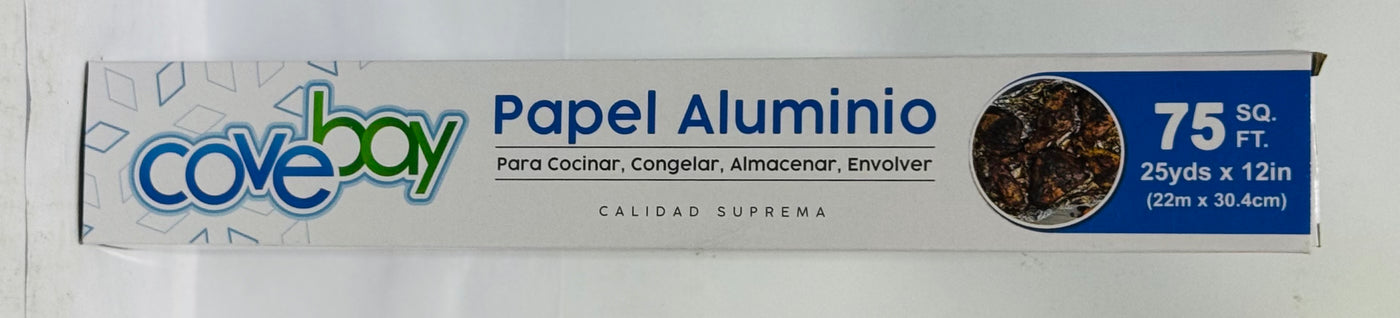 covebay
Papel Aluminio
Para Cocinar, Congelar, Almacenar, Envolver
CALIDAD SUPREMA
75 SQ. FT.
25yds x 12in
(22m x 30.4cm)